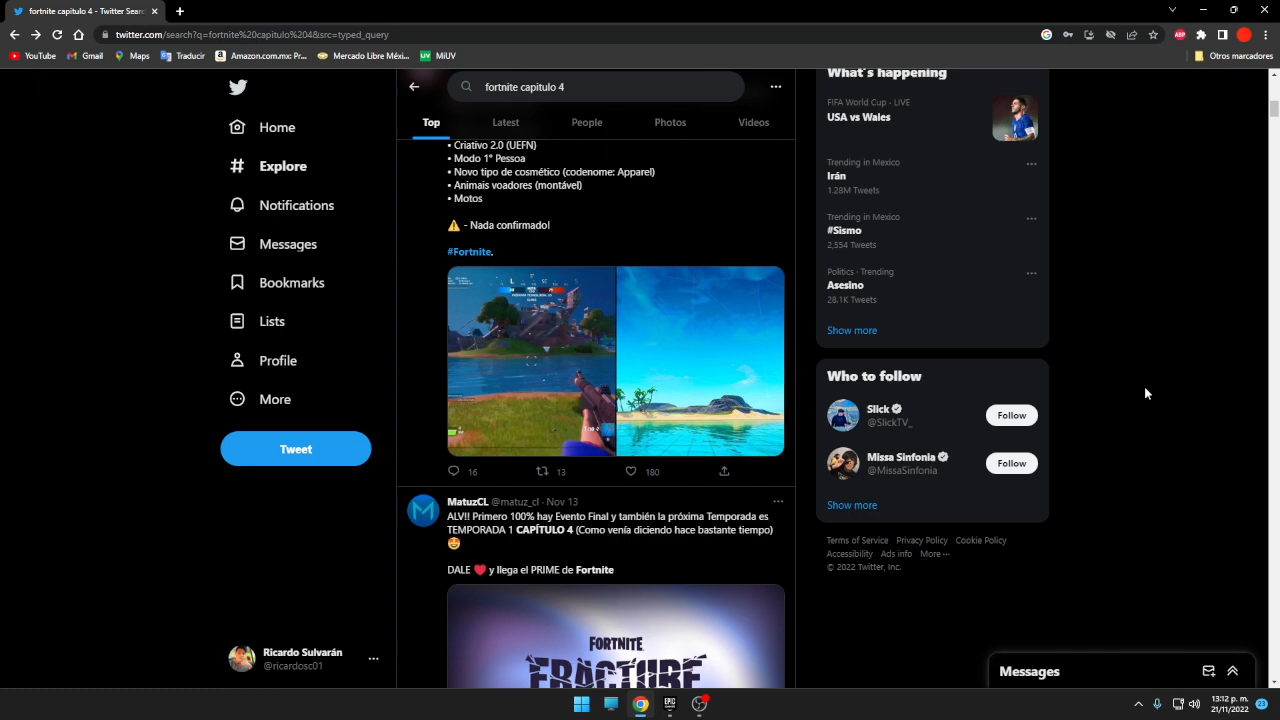 fortnite capitulo 4 - Twitter Searc
twitter.com/search?q=fortnite%20capitulo%204&src=typed_query
ABP
YouTube
Gmail
Maps
Traducir
Amazon.com.mx: Pr...
Mercado Libre Méxi...
MiUV
Otros marcadores
Home
Explore
Notifications
Messages
Bookmarks
Lists
Profile
More
Tweet
Ricardo Sulvarán
@ricardosc01
fortnite capitulo 4
Top
Latest
People
Photos
Videos
• Criativo 2.0 (UEFN)
• Modo 1° Pessoa
• Novo tipo de cosmético (codenome: Apparel)
• Animais voadores (montável)
• Motos
⚠️ - Nada confirmado!
#Fortnite.
16
13
180
MatuzCL @matuz_cl · Nov 13
ALV!! Primero 100% hay Evento Final y también la próxima Temporada es
TEMPORADA 1 CAPÍTULO 4 (Como venía diciendo hace bastante tiempo)
🤩
DALE ❤️ y llega el PRIME de Fortnite
FORTNITE
FRACTURE
What's happening
FIFA World Cup · LIVE
USA vs Wales
Trending in Mexico
Irán
1.28M Tweets
Trending in Mexico
#Sismo
2,554 Tweets
Politics · Trending
Asesino
28.1K Tweets
Show more
Who to follow
Slick
@SlickTV_
Follow
Missa Sinfonia
@MissaSinfonia
Follow
Show more
Terms of Service Privacy Policy Cookie Policy
Accessibility Ads info More ···
© 2022 Twitter, Inc.
Messages
EPIC
13:12 p. m.
21/11/2022
23